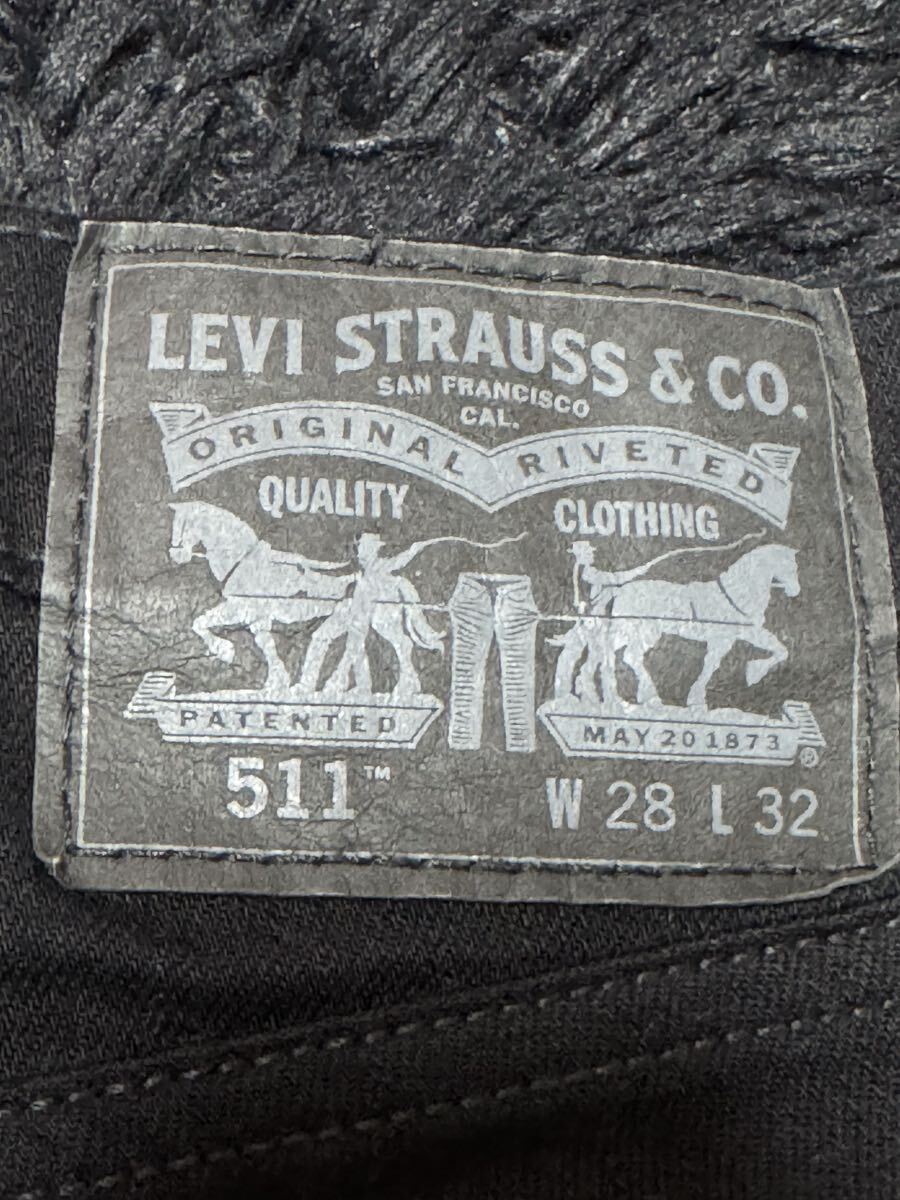 LEVI STRAUSS & CO.
SAN FRANCISCO
CAL.
ORIGINAL RIVETED
QUALITY CLOTHING
PATENTED MAY 20 1873 ®
511™ W 28 L 32